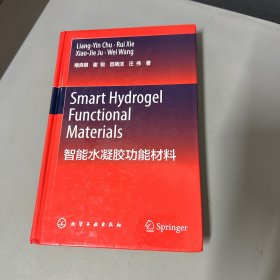 Liang-Yin Chu · Rui Xie
Xiao-Jie Ju · Wei Wang
褚良银 谢锐 巨晓洁 汪伟 著
Smart Hydrogel
Functional
Materials
智能水凝胶功能材料
化学工业出版社
Springer